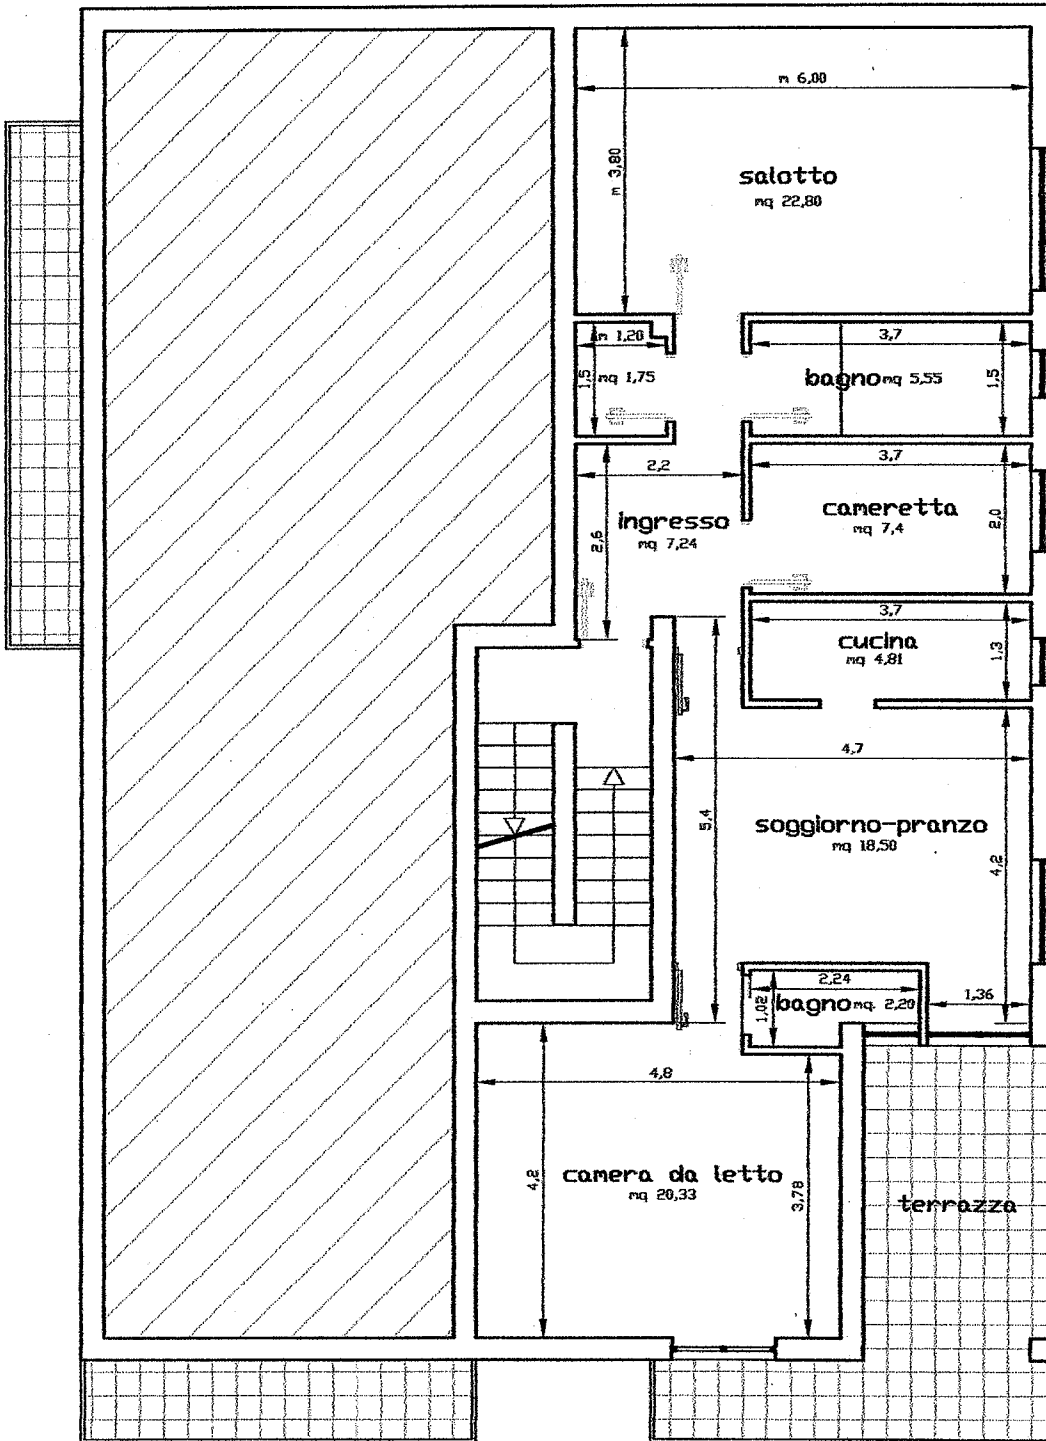 m 6,00
m 3,80
salotto
mq 22,80
m 1,20
1,5
mq 1,75
3,7
bagno mq 5,55
1,5
2,2
3,7
ingresso
mq 7,24
2,6
cameretta
mq 7,4
2,0
3,7
cucina
mq 4,81
1,3
4,7
5,4
soggiorno-pranzo
mq 18,50
4,2
2,24
1,02
bagno mq. 2,20
1,36
4,8
4,2
camera da letto
mq 20,33
3,78
terrazza